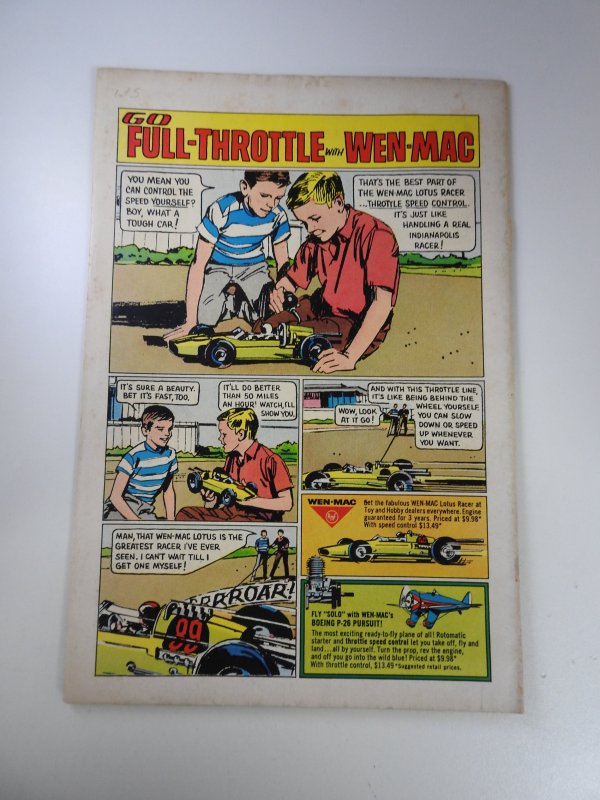 GO
FULL-THROTTLE WITH WEN-MAC
YOU MEAN YOU
CAN CONTROL THE
SPEED YOURSELF?
BOY, WHAT A
TOUGH CAR!
THAT'S THE BEST PART OF
THE WEN-MAC LOTUS RACER
...THROTTLE SPEED CONTROL.
IT'S JUST LIKE
HANDLING A REAL
INDIANAPOLIS
RACER!
IT'S SURE A BEAUTY.
BET IT'S FAST, TOO.
IT'LL DO BETTER
THAN 50 MILES
AN HOUR! WATCH, I'LL
SHOW YOU.
WOW, LOOK
AT IT GO!
AND WITH THIS THROTTLE LINE,
IT'S LIKE BEING BEHIND THE
WHEEL YOURSELF.
YOU CAN SLOW
DOWN OR SPEED
UP WHENEVER
YOU WANT.
MAN, THAT WEN-MAC LOTUS IS THE
GREATEST RACER I'VE EVER
SEEN. I CAN'T WAIT TILL I
GET ONE MYSELF!
RRRROAR!
99
WEN-MAC
Get the fabulous WEN-MAC Lotus Racer at
Toy and Hobby dealers everywhere. Engine
guaranteed for 3 years. Priced at $9.98*
With speed control $13.49*
FLY "SOLO" with WEN-MAC's
BOEING P-26 PURSUIT!
The most exciting ready-to-fly plane of all! Rotomatic
starter and throttle speed control let you take off, fly and
land...all by yourself. Turn the prop, rev the engine,
and off you go into the wild blue! Priced at $9.98*
With throttle control, $13.49 *Suggested retail prices.